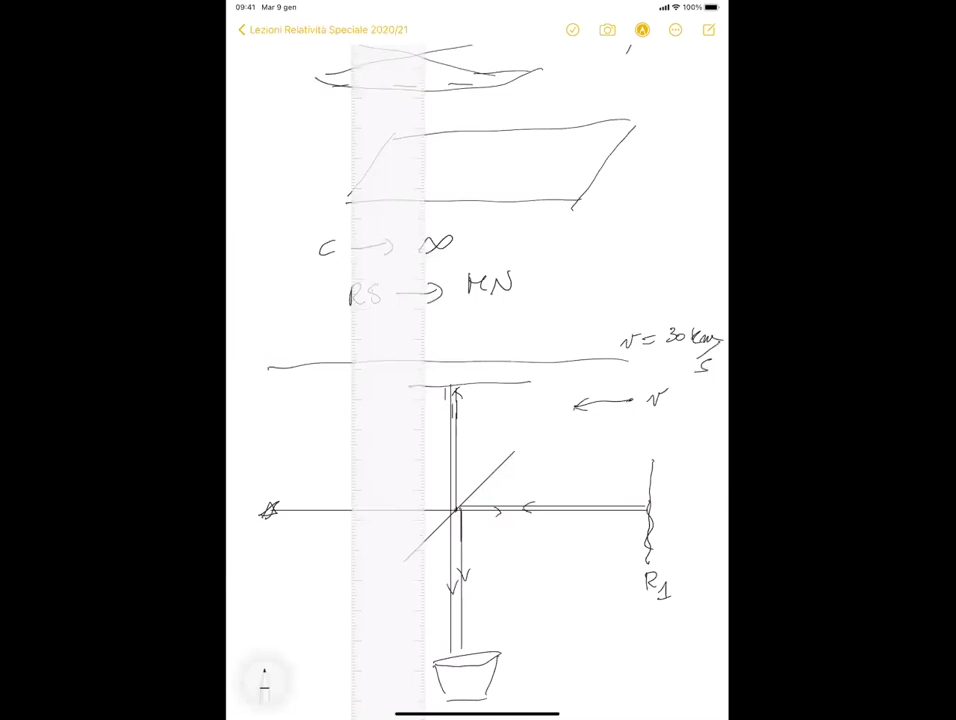 09:41 Mar 9 gen
100%
Lezioni Relatività Speciale 2020/21
C → ∞
RS → MN
v = 30 km/s
← v
R1